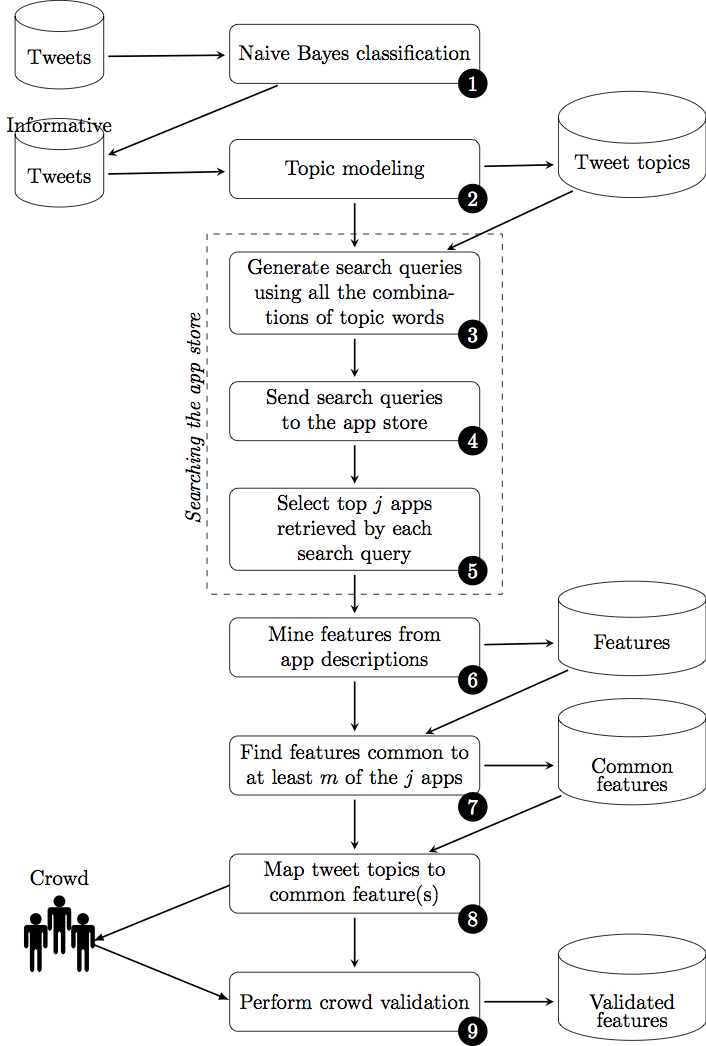 Tweets
Naive Bayes classification
1
Informative
Tweets
Topic modeling
2
Tweet topics
Searching the app store
Generate search queries
using all the combina-
tions of topic words
3
Send search queries
to the app store
4
Select top j apps
retrieved by each
search query
5
Mine features from
app descriptions
6
Features
Find features common to
at least m of the j apps
7
Common
features
Map tweet topics to
common feature(s)
8
Crowd
Perform crowd validation
9
Validated
features